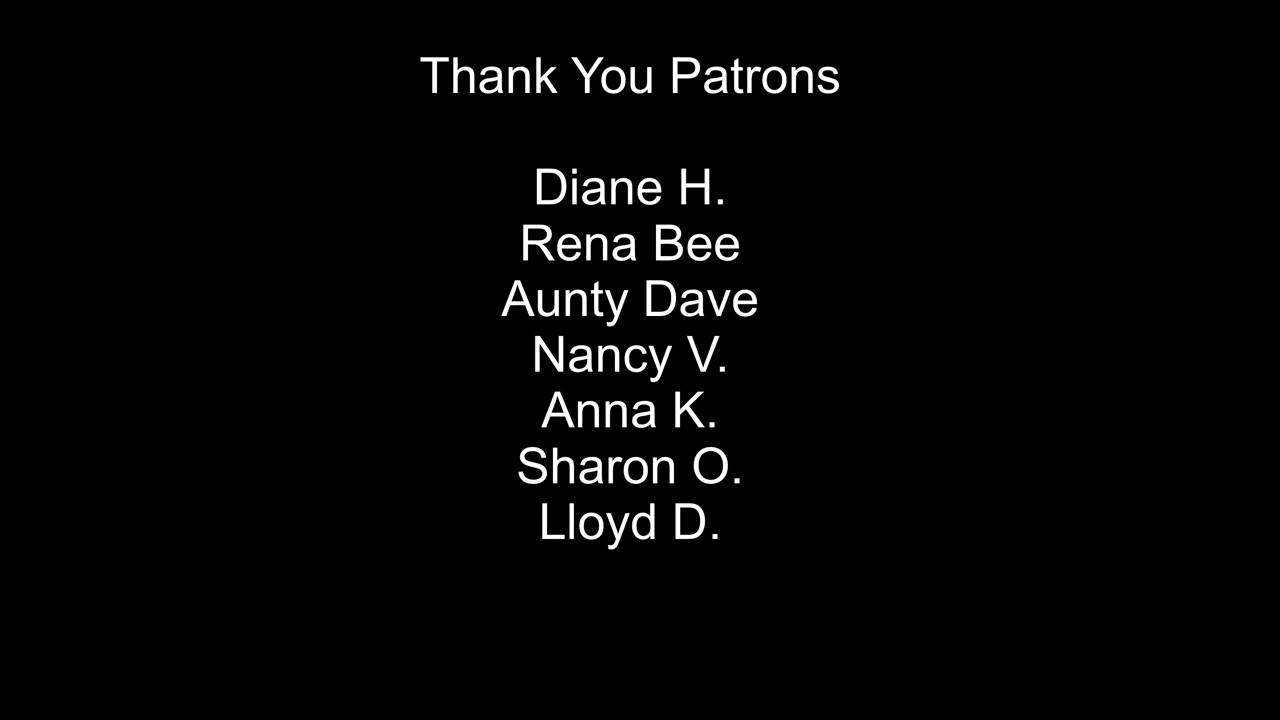 Thank You Patrons
Diane H.
Rena Bee
Aunty Dave
Nancy V.
Anna K.
Sharon O.
Lloyd D.